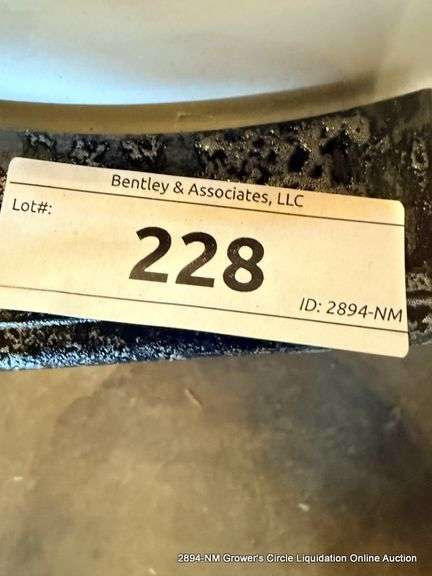 Bentley & Associates, LLC
Lot#:
228
ID: 2894-NM
2894-NM Grower's Circle Liquidation Online Auction